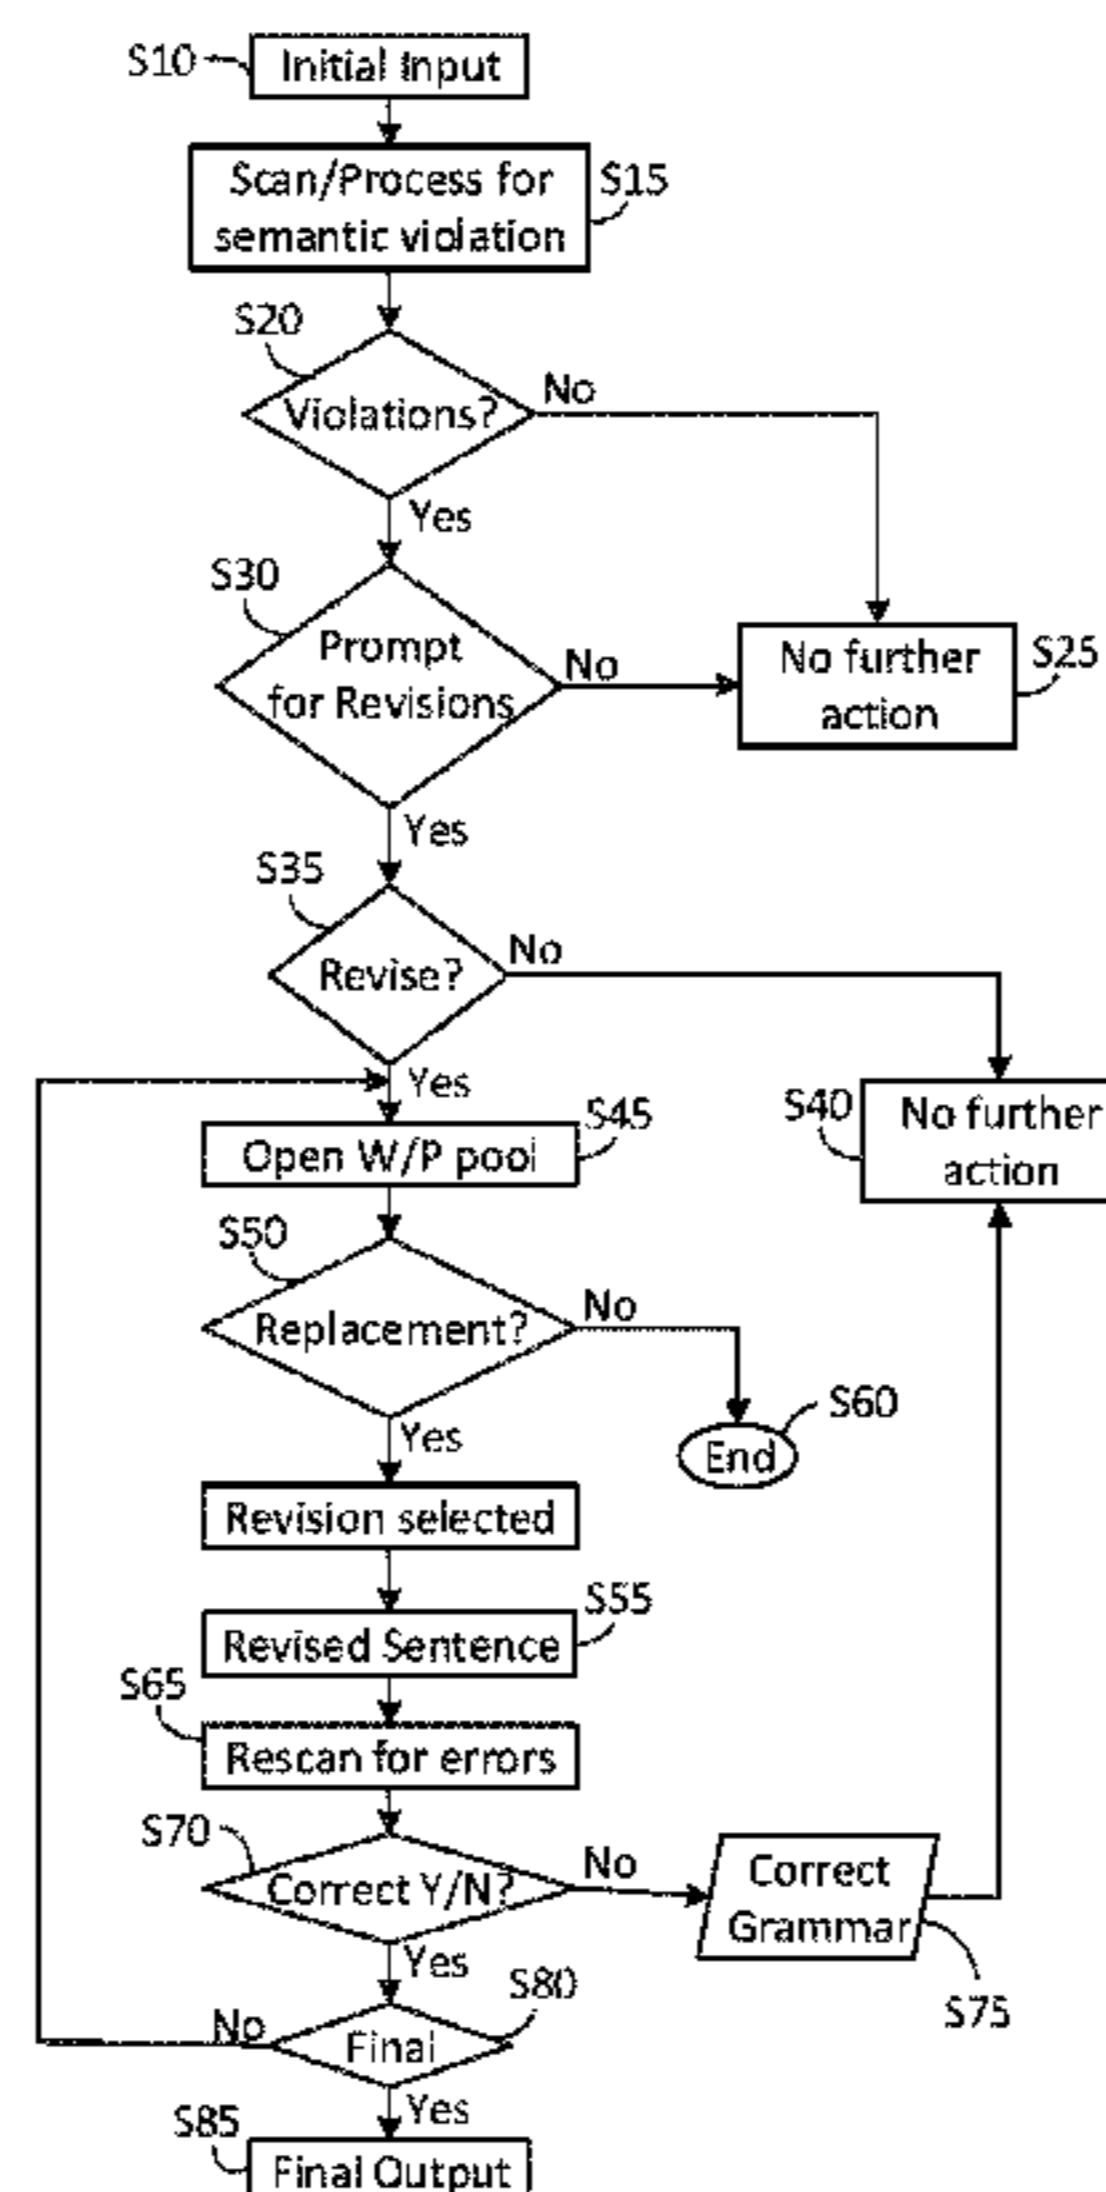 S10
Initial Input
Scan/Process for
semantic violation
S15
S20
Violations?
No
Yes
S30
Prompt
for Revisions
No
No further
action
S25
Yes
S35
Revise?
No
Yes
S40
No further
action
Open W/P pool
S45
S50
Replacement?
No
Yes
S60
End
Revision selected
S55
Revised Sentence
S65
Rescan for errors
S70
Correct Y/N?
No
Correct
Grammar
S75
Yes
S80
Final
No
Yes
S85
Final Output